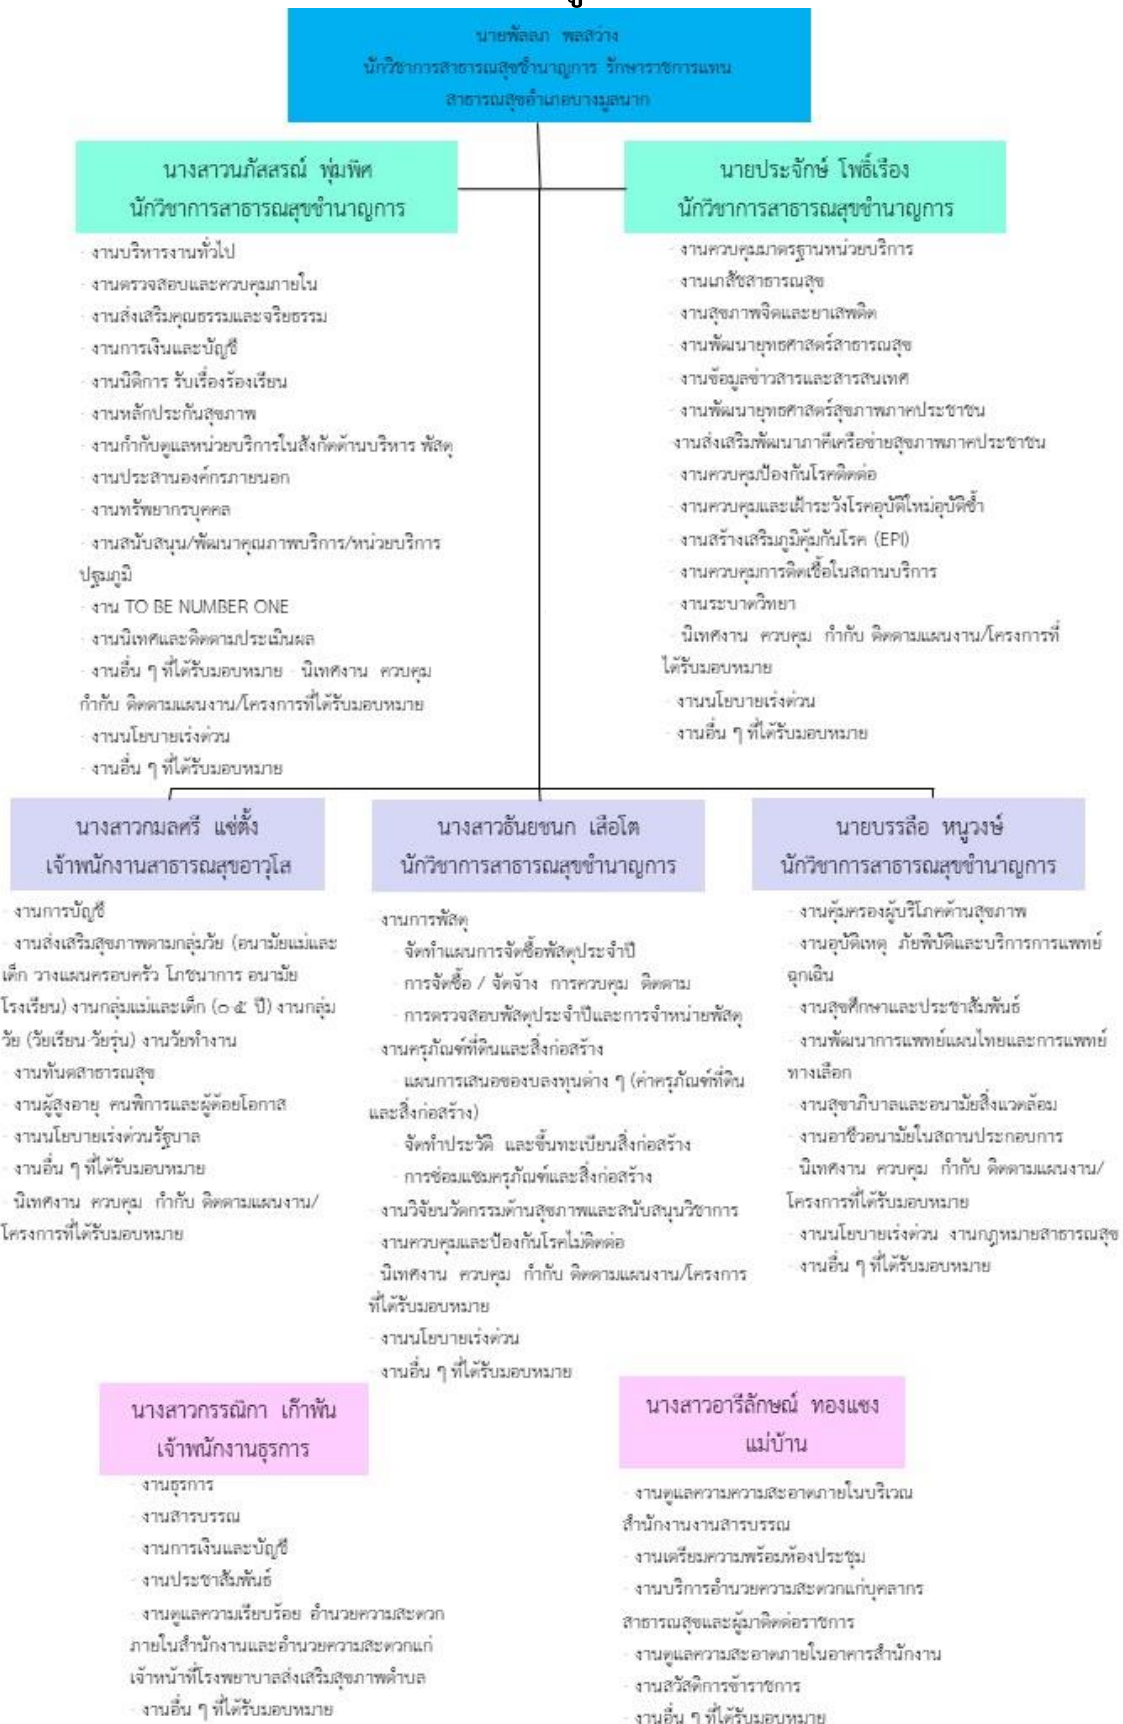 นายพัลลภ พลสว่าง
นักวิชาการสาธารณสุขชำนาญการ รักษาราชการแทน
สาธารณสุขอำเภอบางมูลนาก
นางสาวนภัสสรณ์ พุ่มพิศ
นักวิชาการสาธารณสุขชำนาญการ
- งานบริหารงานทั่วไป
- งานตรวจสอบและควบคุมภายใน
- งานส่งเสริมคุณธรรมและจริยธรรม
- งานการเงินและบัญชี
- งานนิติการ รับเรื่องร้องเรียน
- งานหลักประกันสุขภาพ
- งานกำกับดูแลหน่วยบริการในสังกัดด้านบริหาร พัสดุ
- งานประสานองค์กรภายนอก
- งานทรัพยากรบุคคล
- งานสนับสนุน/พัฒนาคุณภาพบริการ/หน่วยบริการ
ปฐมภูมิ
- งาน TO BE NUMBER ONE
- งานนิเทศและติดตามประเมินผล
- งานอื่น ๆ ที่ได้รับมอบหมาย - นิเทศงาน ควบคุม
กำกับ ติดตามแผนงาน/โครงการที่ได้รับมอบหมาย
- งานนโยบายเร่งด่วน
- งานอื่น ๆ ที่ได้รับมอบหมาย
นายประจักษ์ โพธิ์เรือง
นักวิชาการสาธารณสุขชำนาญการ
- งานควบคุมมาตรฐานหน่วยบริการ
- งานเภสัชสาธารณสุข
- งานสุขภาพจิตและยาเสพติด
- งานพัฒนายุทธศาสตร์สาธารณสุข
- งานข้อมูลข่าวสารและสารสนเทศ
- งานพัฒนายุทธศาสตร์สุขภาพภาคประชาชน
งานส่งเสริมพัฒนาภาคีเครือข่ายสุขภาพภาคประชาชน
- งานควบคุมป้องกันโรคติดต่อ
- งานควบคุมและเฝ้าระวังโรคอุบัติใหม่อุบัติซ้ำ
- งานสร้างเสริมภูมิคุ้มกันโรค (EPI)
- งานควบคุมการติดเชื้อในสถานบริการ
- งานระบาดวิทยา
- นิเทศงาน ควบคุม กำกับ ติดตามแผนงาน/โครงการที่
ได้รับมอบหมาย
- งานนโยบายเร่งด่วน
- งานอื่น ๆ ที่ได้รับมอบหมาย
นางสาวกมลศรี แซ่ตั้ง
เจ้าพนักงานสาธารณสุขอาวุโส
- งานการบัญชี
- งานส่งเสริมสุขภาพตามกลุ่มวัย (อนามัยแม่และ
เด็ก วางแผนครอบครัว โภชนาการ อนามัย
โรงเรียน) งานกลุ่มแม่และเด็ก (๐-๕ ปี) งานกลุ่ม
วัย (วัยเรียน-วัยรุ่น) งานวัยทำงาน
- งานทันตสาธารณสุข
- งานผู้สูงอายุ คนพิการและผู้ด้อยโอกาส
- งานนโยบายเร่งด่วนรัฐบาล
- งานอื่น ๆ ที่ได้รับมอบหมาย
- นิเทศงาน ควบคุม กำกับ ติดตามแผนงาน/
โครงการที่ได้รับมอบหมาย
นางสาวธันยชนก เสือโต
นักวิชาการสาธารณสุขชำนาญการ
- งานการพัสดุ
- จัดทำแผนการจัดซื้อพัสดุประจำปี
- การจัดซื้อ / จัดจ้าง การควบคุม ติดตาม
- การตรวจสอบพัสดุประจำปีและการจำหน่ายพัสดุ
- งานครุภัณฑ์ที่ดินและสิ่งก่อสร้าง
- แผนการเสนอของบลงทุนต่าง ๆ (ค่าครุภัณฑ์ที่ดิน
และสิ่งก่อสร้าง)
- จัดทำประวัติ และขึ้นทะเบียนสิ่งก่อสร้าง
- การซ่อมแซมครุภัณฑ์และสิ่งก่อสร้าง
- งานวิจัยนวัตกรรมด้านสุขภาพและสนับสนุนวิชาการ
- งานควบคุมและป้องกันโรคไม่ติดต่อ
- นิเทศงาน ควบคุม กำกับ ติดตามแผนงาน/โครงการ
ที่ได้รับมอบหมาย
- งานนโยบายเร่งด่วน
- งานอื่น ๆ ที่ได้รับมอบหมาย
นายบรรลือ หนูวงษ์
นักวิชาการสาธารณสุขชำนาญการ
- งานคุ้มครองผู้บริโภคด้านสุขภาพ
- งานอุบัติเหตุ ภัยพิบัติและบริการการแพทย์
ฉุกเฉิน
- งานสุขศึกษาและประชาสัมพันธ์
- งานพัฒนาการแพทย์แผนไทยและการแพทย์
ทางเลือก
- งานสุขาภิบาลและอนามัยสิ่งแวดล้อม
- งานอาชีวอนามัยในสถานประกอบการ
- นิเทศงาน ควบคุม กำกับ ติดตามแผนงาน/
โครงการที่ได้รับมอบหมาย
- งานนโยบายเร่งด่วน งานกฎหมายสาธารณสุข
- งานอื่น ๆ ที่ได้รับมอบหมาย
นางสาวกรรณิกา เก๊าพัน
เจ้าพนักงานธุรการ
- งานธุรการ
- งานสารบรรณ
- งานการเงินและบัญชี
- งานประชาสัมพันธ์
- งานดูแลความเรียบร้อย อำนวยความสะดวก
ภายในสำนักงานและอำนวยความสะดวกแก่
เจ้าหน้าที่โรงพยาบาลส่งเสริมสุขภาพตำบล
- งานอื่น ๆ ที่ได้รับมอบหมาย
นางสาวอารีลักษณ์ ทองแซง
แม่บ้าน
- งานดูแลความความสะอาดภายในบริเวณ
สำนักงานงานสารบรรณ
- งานเตรียมความพร้อมห้องประชุม
- งานบริการอำนวยความสะดวกแก่บุคลากร
สาธารณสุขและผู้มาติดต่อราชการ
- งานดูแลความสะอาดภายในอาคารสำนักงาน
- งานสวัสดิการข้าราชการ
- งานอื่น ๆ ที่ได้รับมอบหมาย